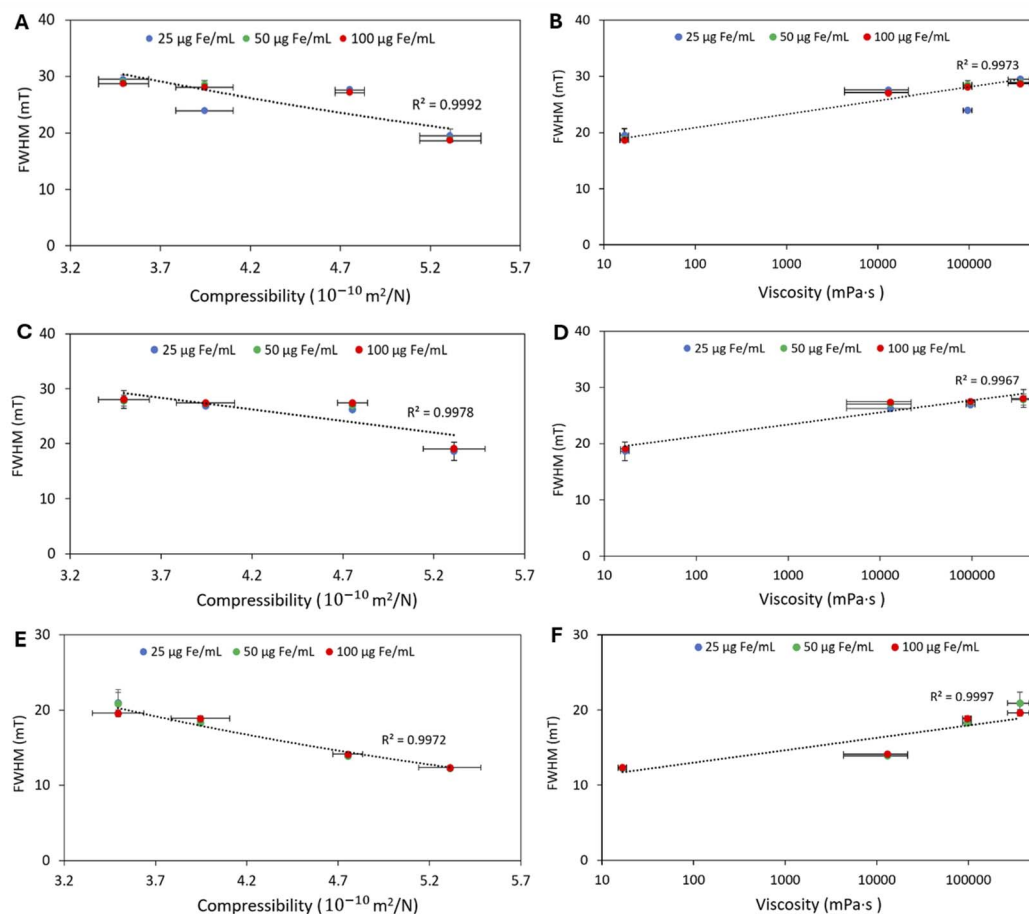 A
40
30
20
10
0
FWHM (mT)
25 µg Fe/mL 50 µg Fe/mL 100 µg Fe/mL
R² = 0.9992
3.2 3.7 4.2 4.7 5.2 5.7
Compressibility (10⁻¹⁰ m²/N)
B
40
30
20
10
0
FWHM (mT)
25 µg Fe/mL 50 µg Fe/mL 100 µg Fe/mL
R² = 0.9973
10 100 1000 10000 100000
Viscosity (mPa·s )
C
40
30
20
10
0
FWHM (mT)
25 µg Fe/mL 50 µg Fe/mL 100 µg Fe/mL
R² = 0.9978
3.2 3.7 4.2 4.7 5.2 5.7
Compressibility (10⁻¹⁰ m²/N)
D
40
30
20
10
0
FWHM (mT)
25 µg Fe/mL 50 µg Fe/mL 100 µg Fe/mL
R² = 0.9967
10 100 1000 10000 100000
Viscosity (mPa·s )
E
30
20
10
0
FWHM (mT)
25 µg Fe/mL 50 µg Fe/mL 100 µg Fe/mL
R² = 0.9972
3.2 3.7 4.2 4.7 5.2 5.7
Compressibility (10⁻¹⁰ m²/N)
F
30
20
10
0
FWHM (mT)
25 µg Fe/mL 50 µg Fe/mL 100 µg Fe/mL
R² = 0.9997
10 100 1000 10000 100000
Viscosity (mPa·s )